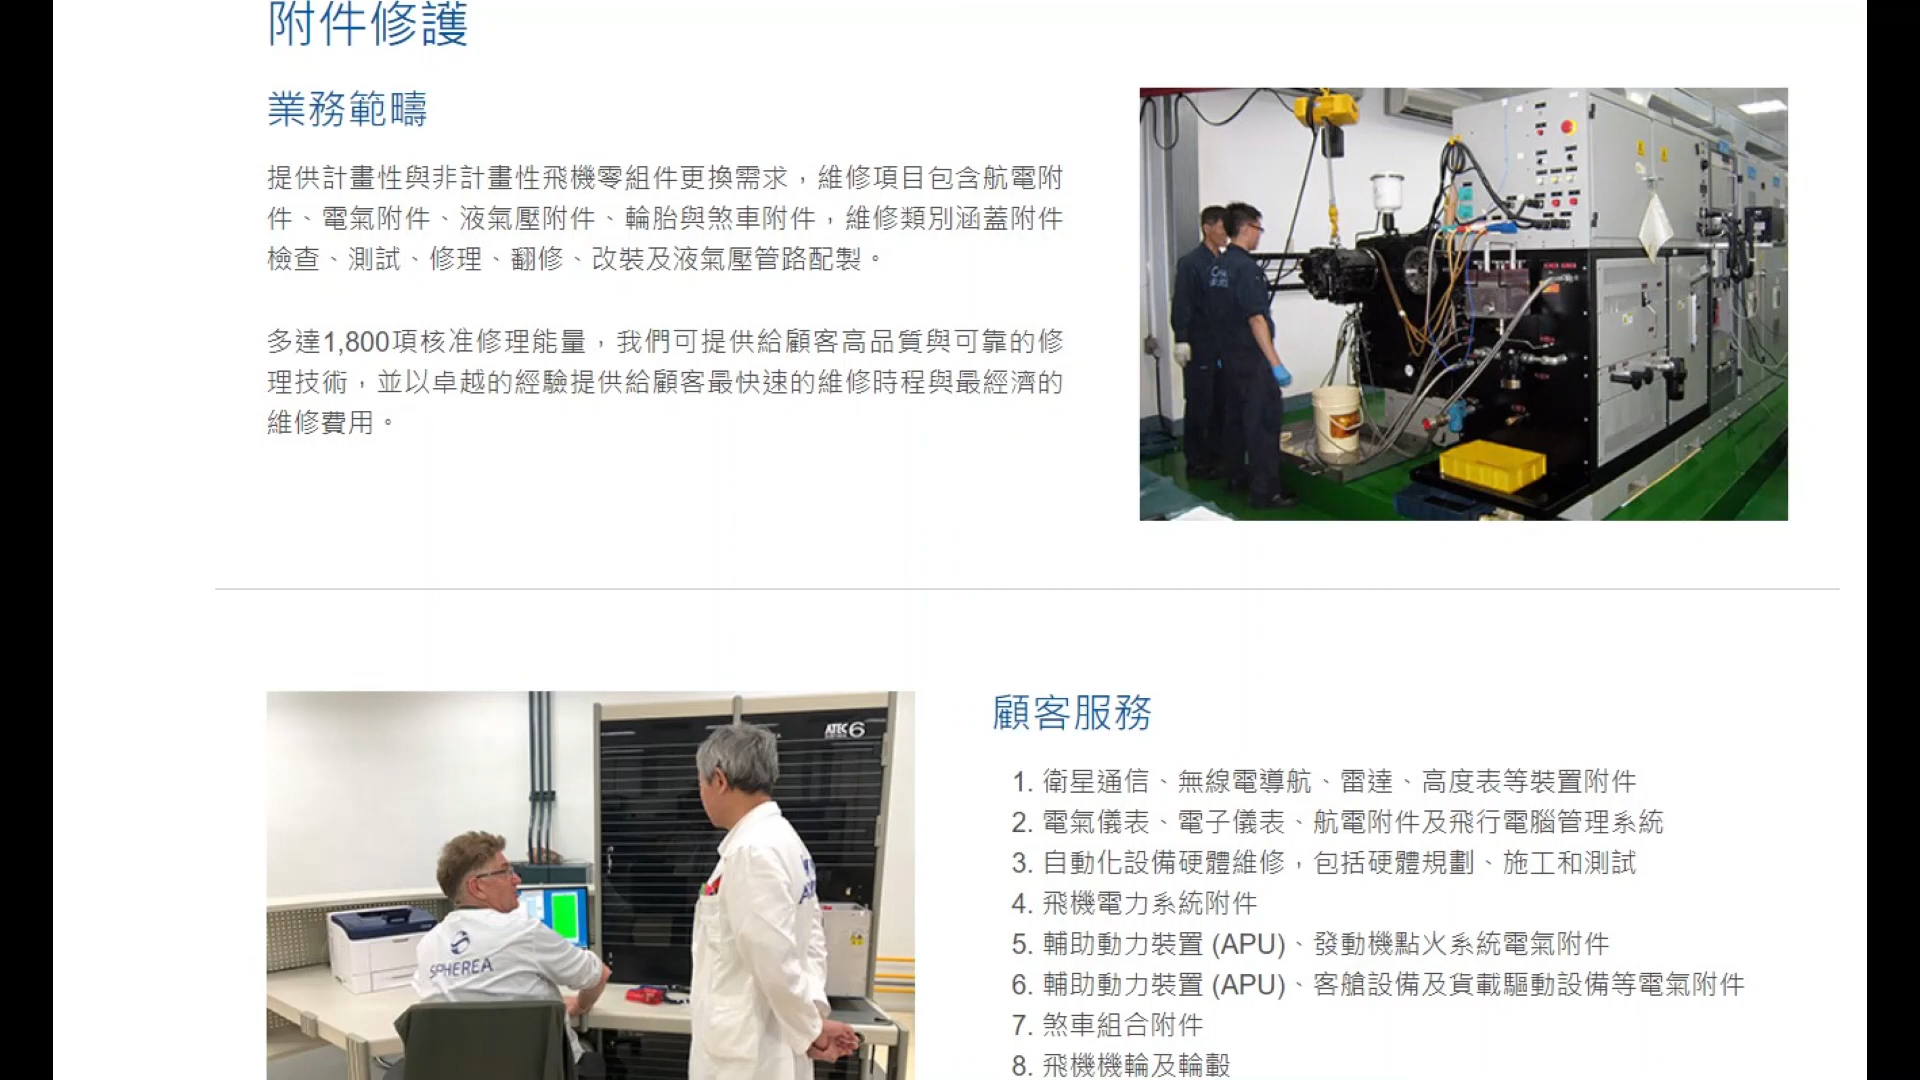 附件修護
業務範疇
提供計畫性與非計畫性飛機零組件更換需求，維修項目包含航電附
件、電氣附件、液氣壓附件、輪胎與煞車附件，維修類別涵蓋附件
檢查、測試、修理、翻修、改裝及液氣壓管路配製。
多達1,800項核准修理能量，我們可提供給顧客高品質與可靠的修
理技術，並以卓越的經驗提供給顧客最快速的維修時程與最經濟的
維修費用。
ATEC 6
SPHEREA
顧客服務
1. 衛星通信、無線電導航、雷達、高度表等裝置附件
2. 電氣儀表、電子儀表、航電附件及飛行電腦管理系統
3. 自動化設備硬體維修，包括硬體規劃、施工和測試
4. 飛機電力系統附件
5. 輔助動力裝置 (APU)、發動機點火系統電氣附件
6. 輔助動力裝置 (APU)、客艙設備及貨載驅動設備等電氣附件
7. 煞車組合附件
8. 飛機機輪及輪轂